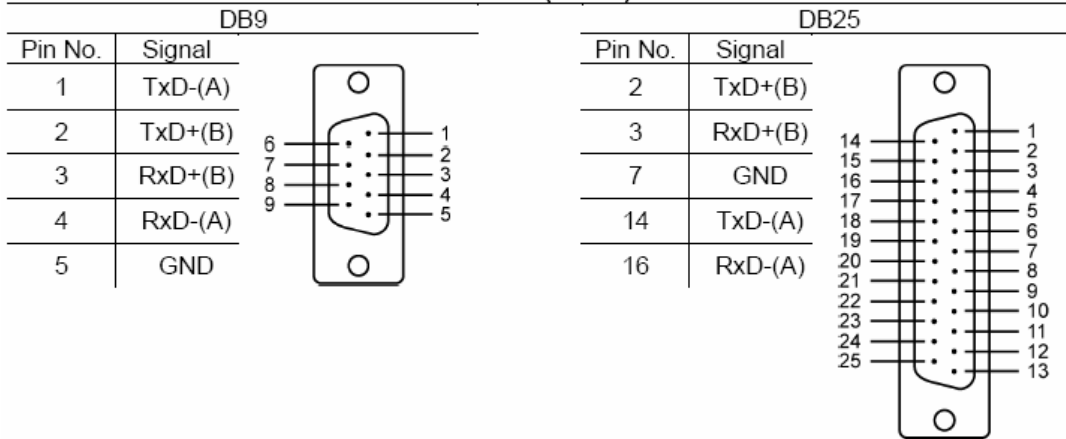 DB9
Pin No. Signal
1 TxD-(A)
2 TxD+(B)
3 RxD+(B)
4 RxD-(A)
5 GND
6
7
8
9
1
2
3
4
5
DB25
Pin No. Signal
2 TxD+(B)
3 RxD+(B)
7 GND
14 TxD-(A)
16 RxD-(A)
14
15
16
17
18
19
20
21
22
23
24
25
1
2
3
4
5
6
7
8
9
10
11
12
13